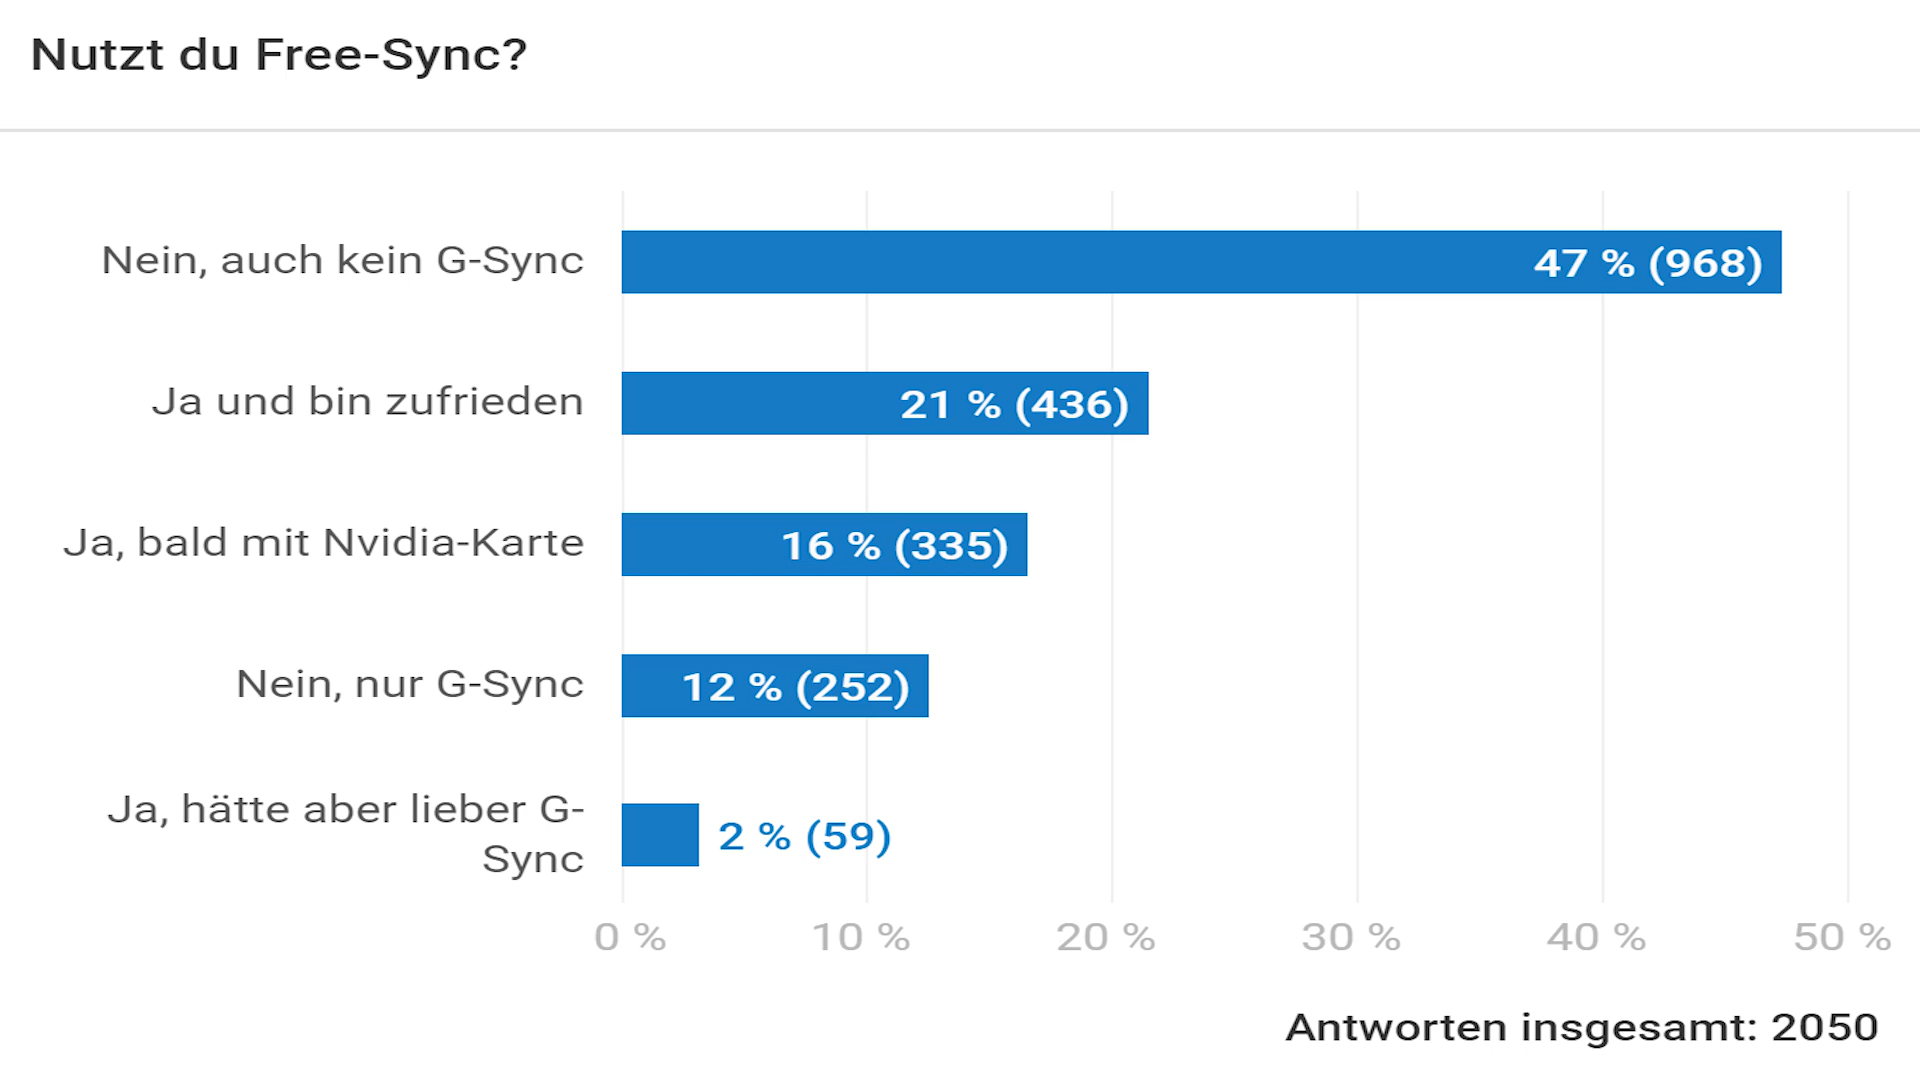 Nutzt du Free-Sync?
Nein, auch kein G-Sync
47 % (968)
Ja und bin zufrieden
21 % (436)
Ja, bald mit Nvidia-Karte
16 % (335)
Nein, nur G-Sync
12 % (252)
Ja, hätte aber lieber G-
Sync
2 % (59)
0 % 10 % 20 % 30 % 40 % 50 %
Antworten insgesamt: 2050